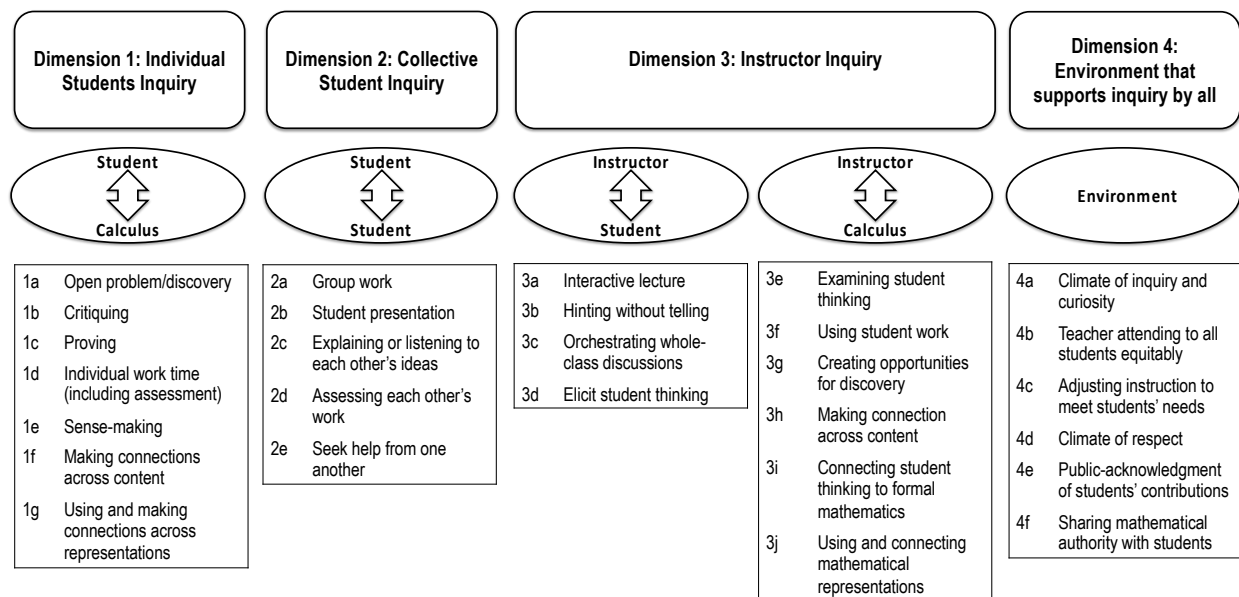 Dimension 1: Individual
Students Inquiry
Dimension 2: Collective
Student Inquiry
Dimension 3: Instructor Inquiry
Dimension 4:
Environment that
supports inquiry by all
Student
Calculus
Student
Student
Instructor
Student
Instructor
Calculus
Environment
1a Open problem/discovery
1b Critiquing
1c Proving
1d Individual work time
(including assessment)
1e Sense-making
1f Making connections
across content
1g Using and making
connections across
representations
2a Group work
2b Student presentation
2c Explaining or listening to
each other's ideas
2d Assessing each other's
work
2e Seek help from one
another
3a Interactive lecture
3b Hinting without telling
3c Orchestrating whole-
class discussions
3d Elicit student thinking
3e Examining student
thinking
3f Using student work
3g Creating opportunities
for discovery
3h Making connection
across content
3i Connecting student
thinking to formal
mathematics
3j Using and connecting
mathematical
representations
4a Climate of inquiry and
curiosity
4b Teacher attending to all
students equitably
4c Adjusting instruction to
meet students' needs
4d Climate of respect
4e Public-acknowledgment
of students' contributions
4f Sharing mathematical
authority with students